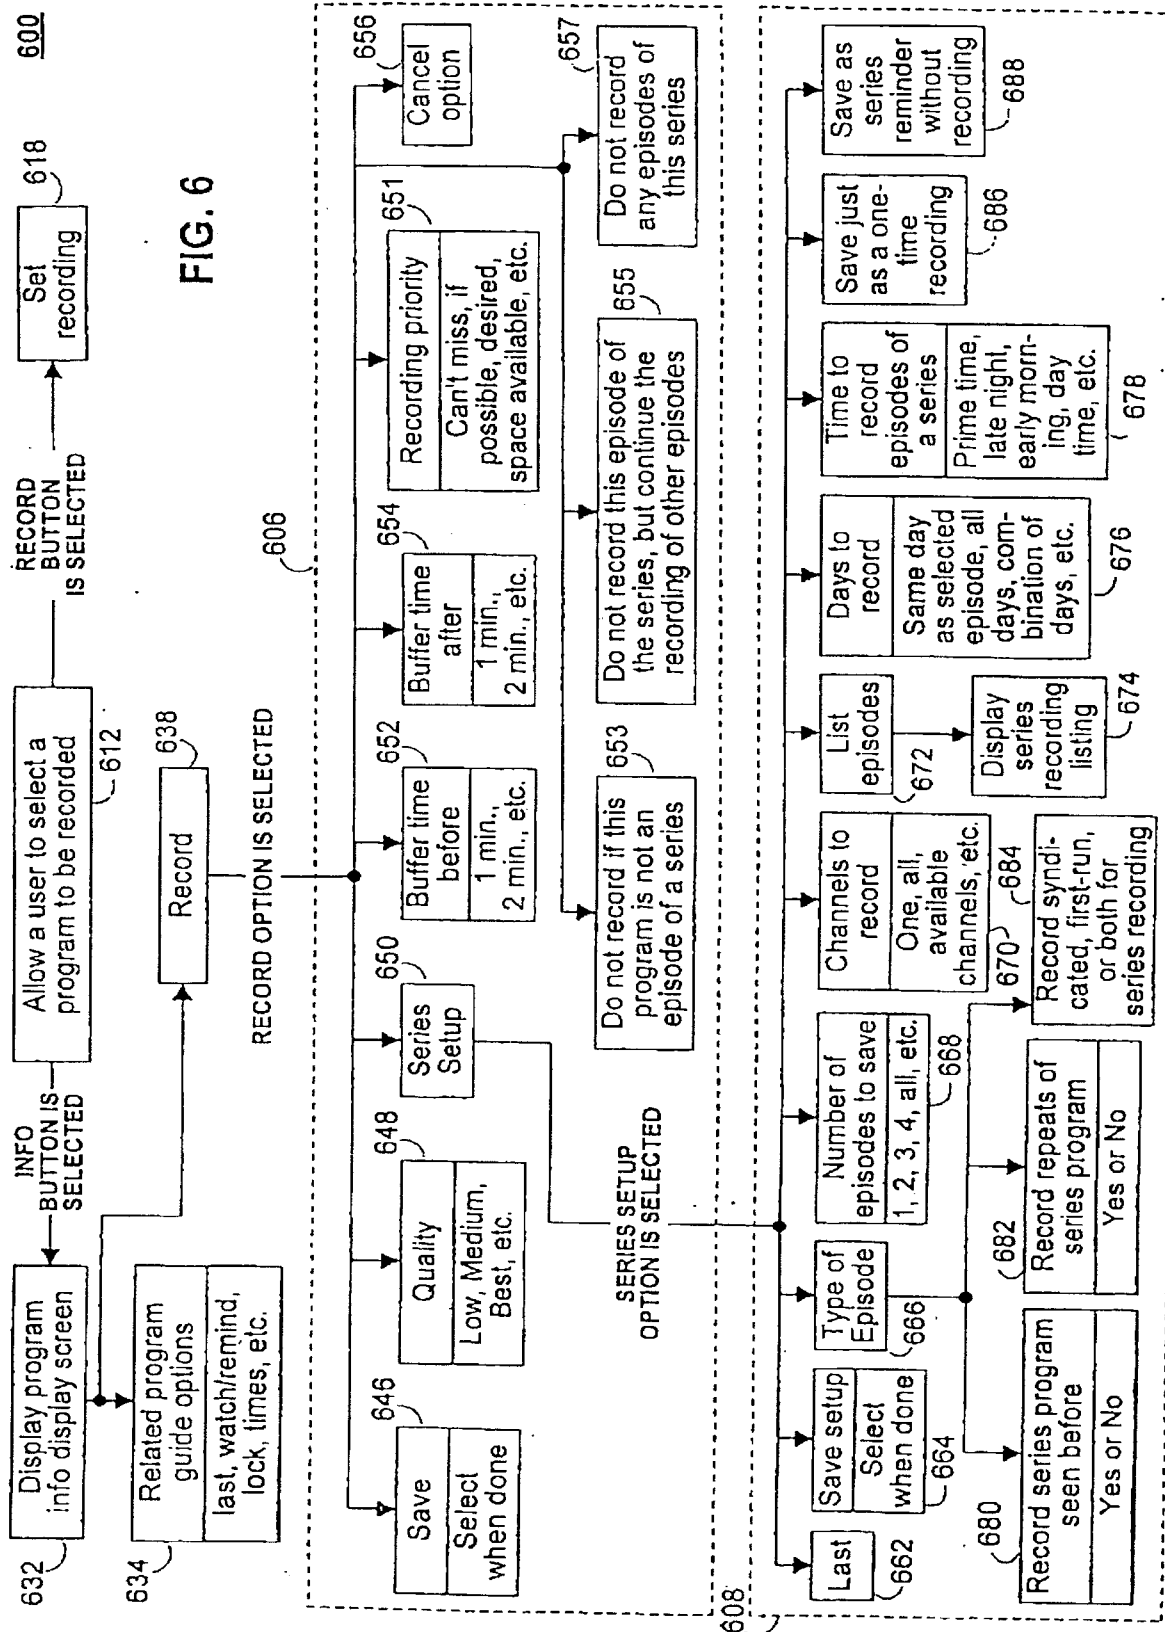 600
FIG. 6
Allow a user to select a
program to be recorded
612
RECORD
BUTTON
IS SELECTED
Set
recording
618
INFO
BUTTON IS
SELECTED
Display program
info display screen
632
Related program
guide options
last, watch/remind,
lock, times, etc.
634
Record
638
RECORD OPTION IS SELECTED
606
Save
Select
when done
646
Quality
Low, Medium,
Best, etc.
648
Series
Setup
650
Buffer time
before
1 min.,
2 min., etc.
652
Buffer time
after
1 min.,
2 min., etc.
654
Recording priority
Can't miss, if
possible, desired,
space available, etc.
651
Cancel
option
656
Do not record if this
program is not an
episode of a series
653
Do not record this episode of
the series, but continue the
recording of other episodes
655
Do not record
any episodes of
this series
657
SERIES SETUP
OPTION IS SELECTED
608
Last
662
Save setup
Select
when done
664
Type of
Episode
666
Number of
episodes to save
1, 2, 3, 4, all, etc.
668
Channels to
record
One, all,
available
channels, etc.
670
List
episodes
672
Display
series
recording
listing
674
Days to
record
Same day
as selected
episode, all
days, com-
bination of
days, etc.
676
Time to
record
episodes of
a series
Prime time,
late night,
early morn-
ing, day
time, etc.
678
Save just
as a one-
time
recording
686
Save as
series
reminder
without
recording
688
Record series program
seen before
Yes or No
680
Record repeats of
series program
Yes or No
682
Record syndi-
cated, first-run,
or both for
series recording
684